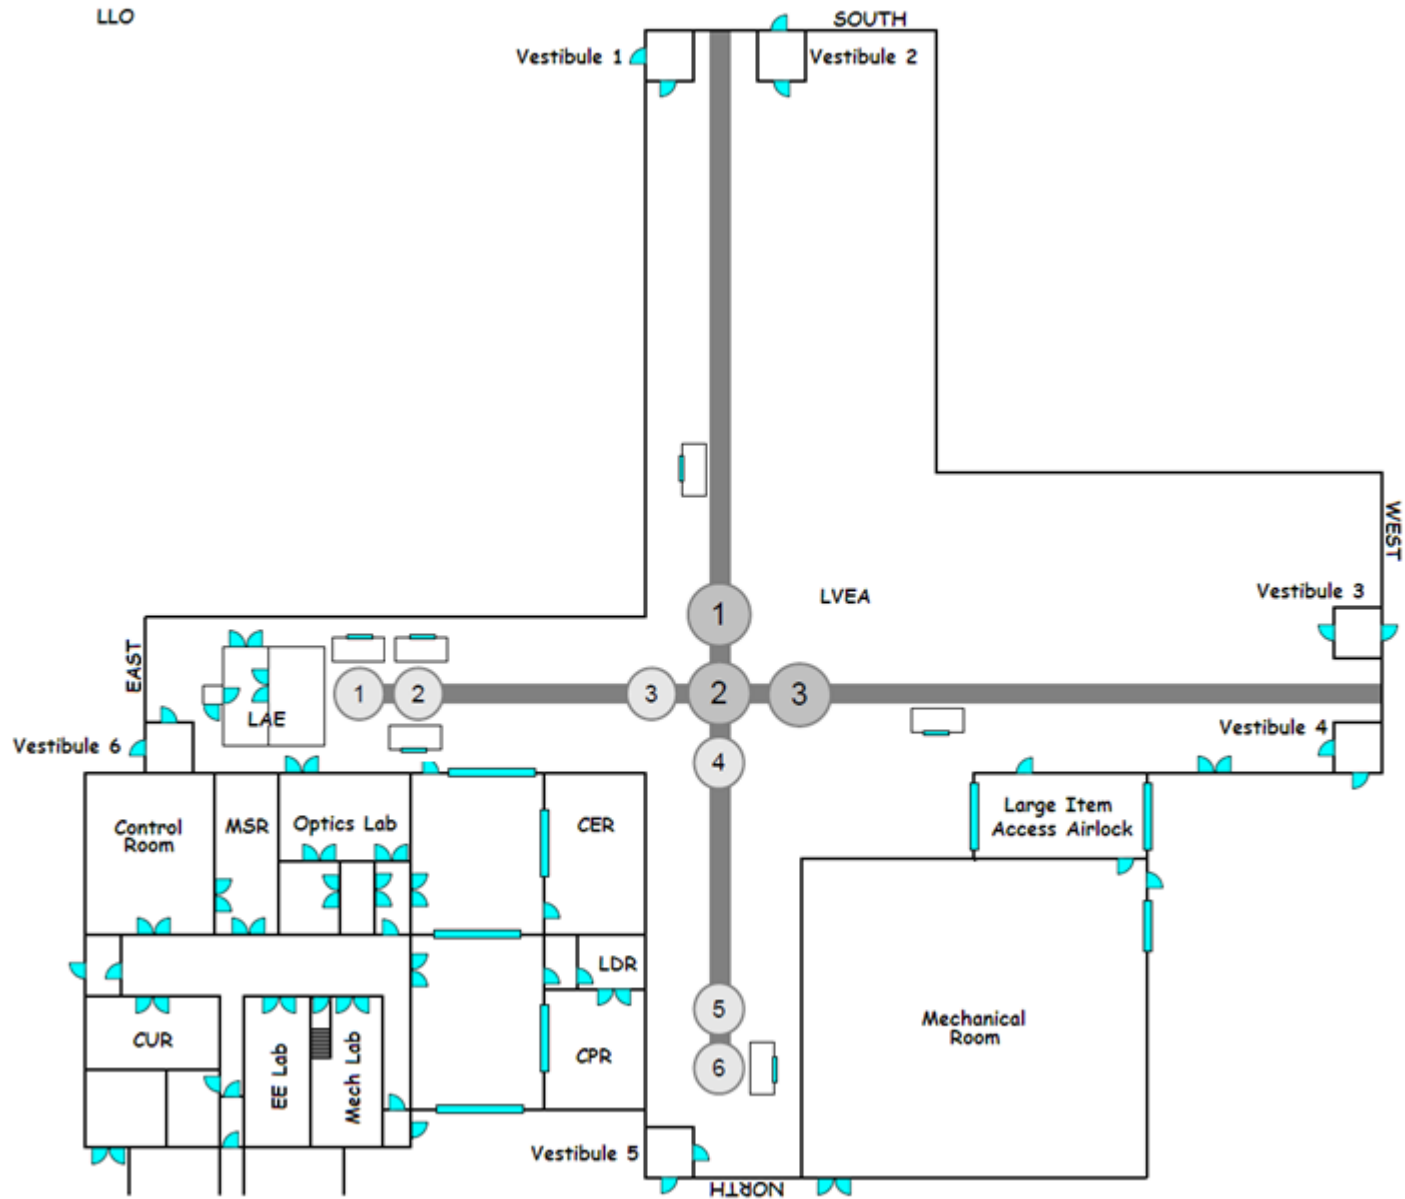 LLO
SOUTH
Vestibule 1
Vestibule 2
WEST
Vestibule 3
LVEA
1
EAST
1
2
3
2
3
LAE
Vestibule 4
Vestibule 6
4
Control
Room
MSR
Optics Lab
CER
Large Item
Access Airlock
LDR
5
Mechanical
Room
CUR
EE Lab
Mech Lab
CPR
6
Vestibule 5
NORTH